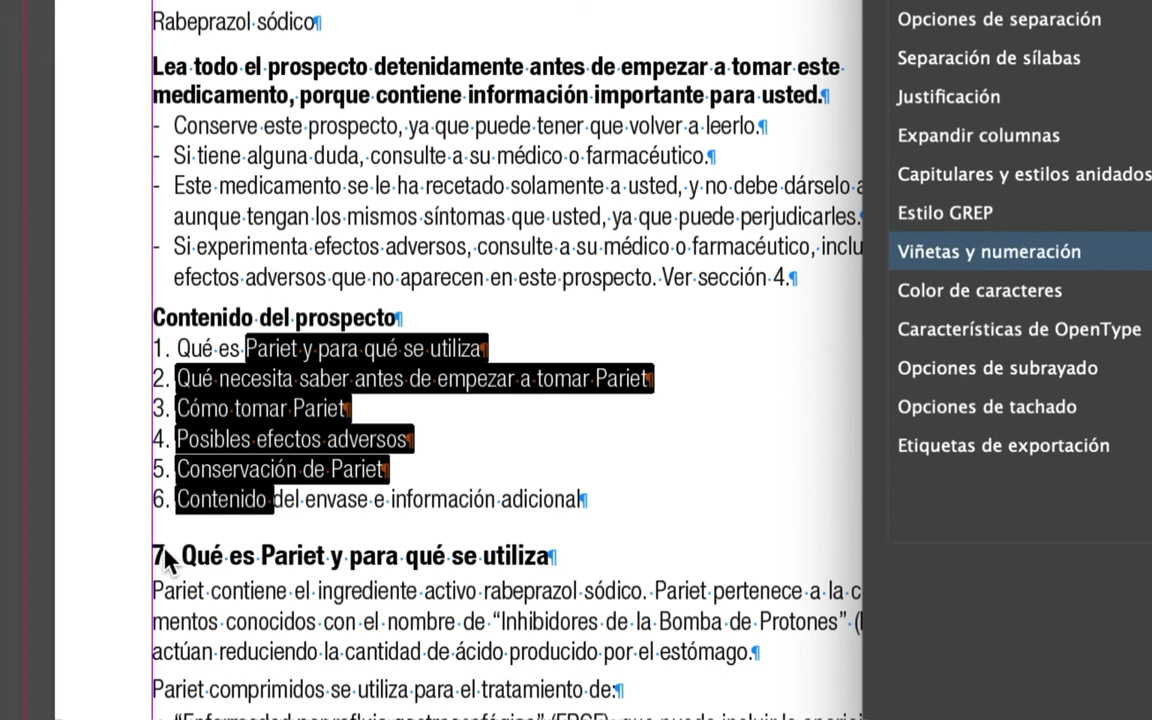 Rabeprazol sódico¶
Lea todo el prospecto detenidamente antes de empezar a tomar este
medicamento, porque contiene información importante para usted.¶
- Conserve este prospecto, ya que puede tener que volver a leerlo.¶
- Si tiene alguna duda, consulte a su médico o farmacéutico.¶
- Este medicamento se le ha recetado solamente a usted, y no debe dárselo a
aunque tengan los mismos síntomas que usted, ya que puede perjudicarles.
- Si experimenta efectos adversos, consulte a su médico o farmacéutico, inclu
efectos adversos que no aparecen en este prospecto. Ver sección 4.¶
Contenido del prospecto¶
1. Qué es Pariet y para qué se utiliza¶
2. Qué necesita saber antes de empezar a tomar Pariet¶
3. Cómo tomar Pariet¶
4. Posibles efectos adversos¶
5. Conservación de Pariet¶
6. Contenido del envase e información adicional¶
7. Qué es Pariet y para qué se utiliza¶
Pariet contiene el ingrediente activo rabeprazol sódico. Pariet pertenece a la c
mentos conocidos con el nombre de “Inhibidores de la Bomba de Protones” (
actúan reduciendo la cantidad de ácido producido por el estómago.¶
Pariet comprimidos se utiliza para el tratamiento de:¶
Opciones de separación
Separación de sílabas
Justificación
Expandir columnas
Capitulares y estilos anidados
Estilo GREP
Viñetas y numeración
Color de caracteres
Características de OpenType
Opciones de subrayado
Opciones de tachado
Etiquetas de exportación